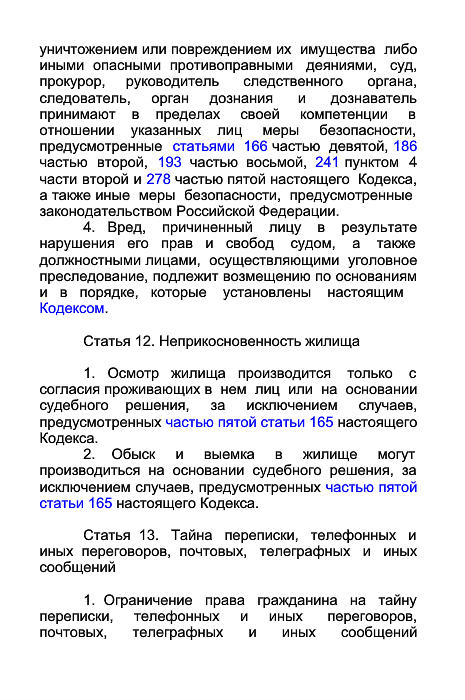 уничтожением или повреждением их имущества либо
иными опасными противоправными деяниями, суд,
прокурор, руководитель следственного органа,
следователь, орган дознания и дознаватель
принимают в пределах своей компетенции в
отношении указанных лиц меры безопасности,
предусмотренные статьями 166 частью девятой, 186
частью второй, 193 частью восьмой, 241 пунктом 4
части второй и 278 частью пятой настоящего Кодекса,
а также иные меры безопасности, предусмотренные
законодательством Российской Федерации.
4. Вред, причиненный лицу в результате
нарушения его прав и свобод судом, а также
должностными лицами, осуществляющими уголовное
преследование, подлежит возмещению по основаниям
и в порядке, которые установлены настоящим
Кодексом.
Статья 12. Неприкосновенность жилища
1. Осмотр жилища производится только с
согласия проживающих в нем лиц или на основании
судебного решения, за исключением случаев,
предусмотренных частью пятой статьи 165 настоящего
Кодекса.
2. Обыск и выемка в жилище могут
производиться на основании судебного решения, за
исключением случаев, предусмотренных частью пятой
статьи 165 настоящего Кодекса.
Статья 13. Тайна переписки, телефонных и
иных переговоров, почтовых, телеграфных и иных
сообщений
1. Ограничение права гражданина на тайну
переписки, телефонных и иных переговоров,
почтовых, телеграфных и иных сообщений